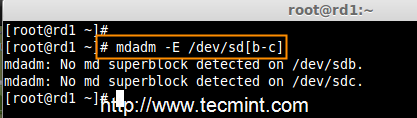 root@rd1:~
[root@rd1 ~]#
[root@rd1 ~]# mdadm -E /dev/sd[b-c]
mdadm: No md superblock detected on /dev/sdb.
mdadm: No md superblock detected on /dev/sdc.
[root@rd1 ~]#
http://www.tecmint.com